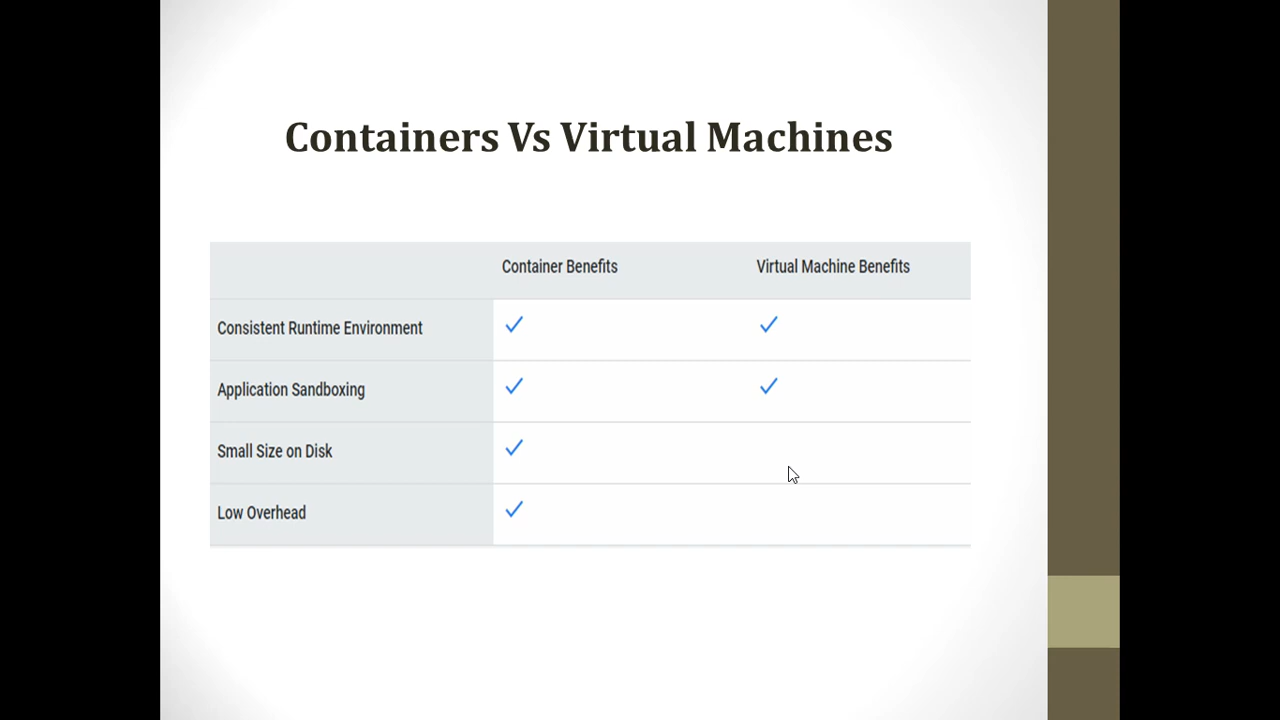 Containers Vs Virtual Machines
Container Benefits Virtual Machine Benefits
Consistent Runtime Environment ✓ ✓
Application Sandboxing ✓ ✓
Small Size on Disk ✓
Low Overhead ✓